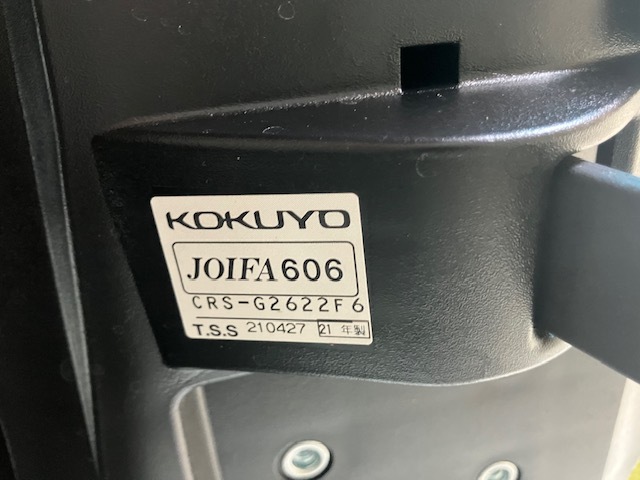 KOKUYO
JOIFA606
CRS-G2622F6
T.S.S 210427 21 年製